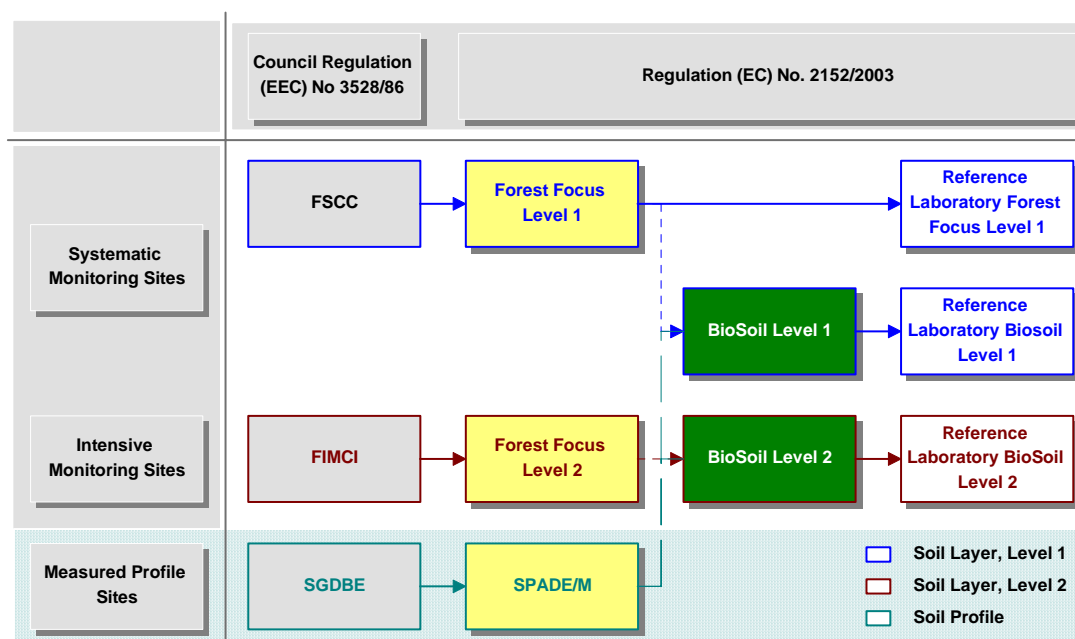 Council Regulation
(EEC) No 3528/86
Regulation (EC) No. 2152/2003
Systematic
Monitoring Sites
FSCC
Forest Focus
Level 1
Reference
Laboratory Forest
Focus Level 1
BioSoil Level 1
Reference
Laboratory Biosoil
Level 1
Intensive
Monitoring Sites
FIMCI
Forest Focus
Level 2
BioSoil Level 2
Reference
Laboratory BioSoil
Level 2
Measured Profile
Sites
SGDBE
SPADE/M
Soil Layer, Level 1
Soil Layer, Level 2
Soil Profile